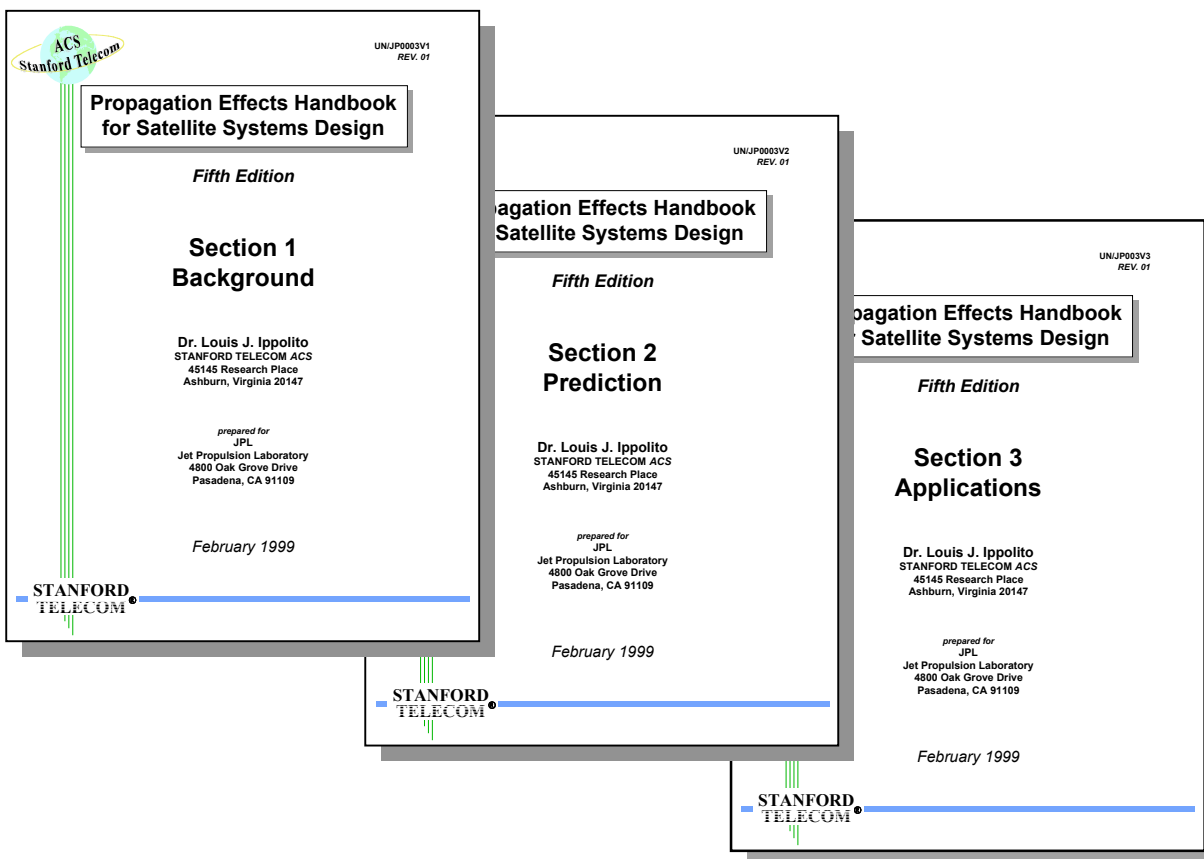 ACS
Stanford Telecom
UN/JP0003V1
REV. 01
Propagation Effects Handbook
for Satellite Systems Design
Fifth Edition
Section 1
Background
Dr. Louis J. Ippolito
STANFORD TELECOM ACS
45145 Research Place
Ashburn, Virginia 20147
prepared for
JPL
Jet Propulsion Laboratory
4800 Oak Grove Drive
Pasadena, CA 91109
February 1999
STANFORD
TELECOM®
UN/JP0003V2
REV. 01
pagation Effects Handbook
Satellite Systems Design
Fifth Edition
Section 2
Prediction
Dr. Louis J. Ippolito
STANFORD TELECOM ACS
45145 Research Place
Ashburn, Virginia 20147
prepared for
JPL
Jet Propulsion Laboratory
4800 Oak Grove Drive
Pasadena, CA 91109
February 1999
STANFORD
TELECOM®
UN/JP003V3
REV. 01
pagation Effects Handbook
Satellite Systems Design
Fifth Edition
Section 3
Applications
Dr. Louis J. Ippolito
STANFORD TELECOM ACS
45145 Research Place
Ashburn, Virginia 20147
prepared for
JPL
Jet Propulsion Laboratory
4800 Oak Grove Drive
Pasadena, CA 91109
February 1999
STANFORD
TELECOM®